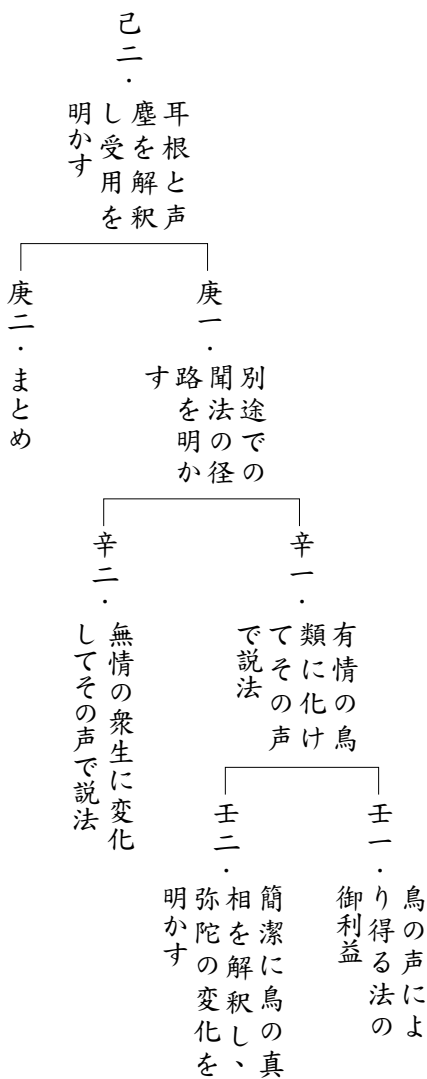 己二・
耳根と声
塵を解釈
し受用を
明かす
庚一・
別途での
聞法の径
路を明か
す
庚二・まとめ
辛一・
有情の鳥
類に化け
てその声
で説法
辛二・
無情の衆生に変化
してその声で説法
壬一・
鳥の声によ
り得る法の
御利益
壬二・
簡潔に鳥の真
相を解釈し、
弥陀の変化を
明かす